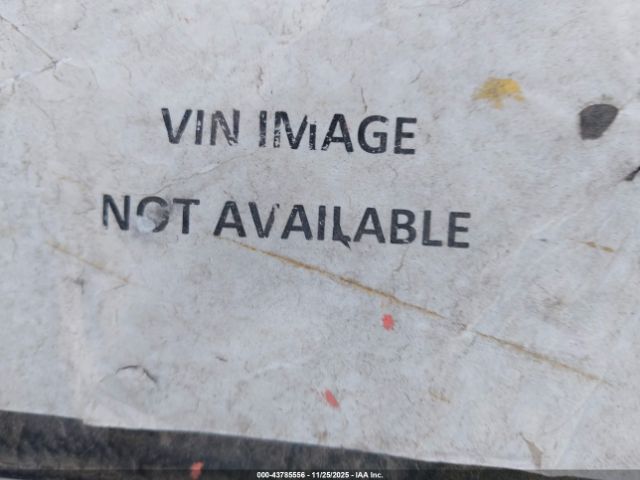 VIN IMAGE
NOT AVAILABLE
000-43785556 - 11/25/2025 - IAA Inc.